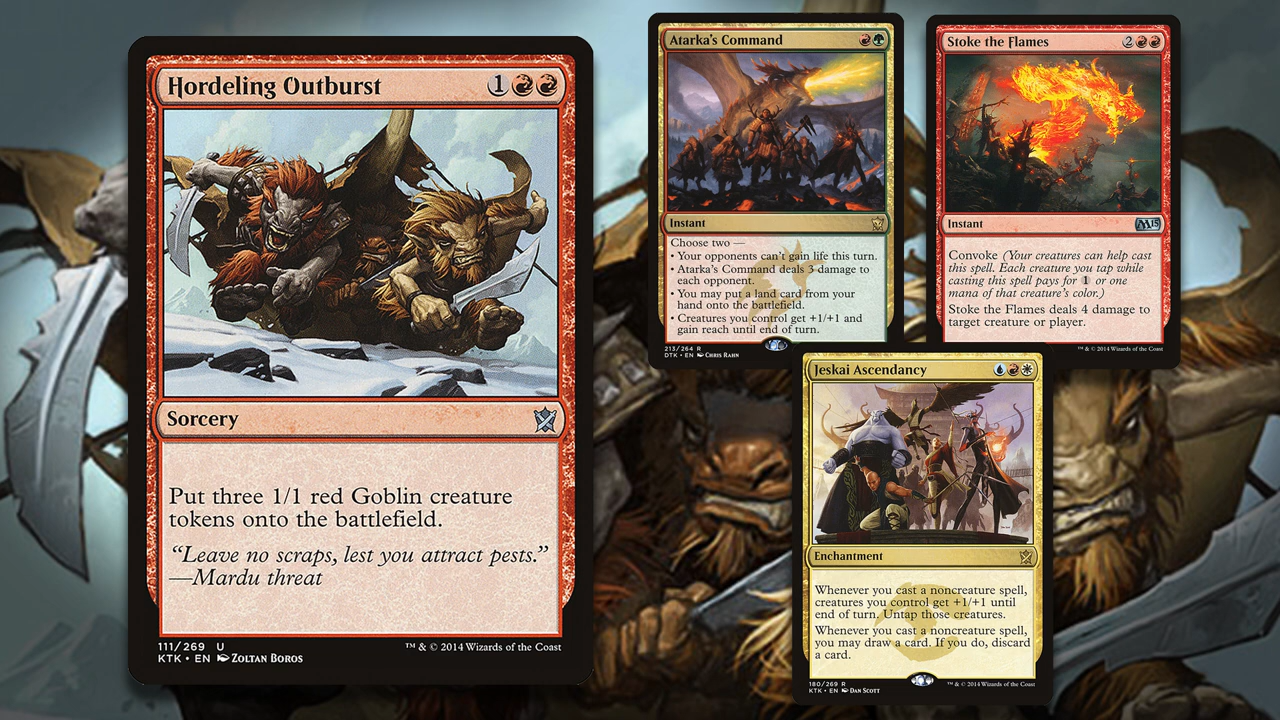 Hordeling Outburst 1
Sorcery
Put three 1/1 red Goblin creature
tokens onto the battlefield.
“Leave no scraps, lest you attract pests.”
—Mardu threat
111/269 U
KTK • EN Zoltan Boros
™ & © 2014 Wizards of the Coast
Atarka's Command
Instant
Choose two —
• Your opponents can't gain life this turn.
• Atarka's Command deals 3 damage to
each opponent.
• You may put a land card from your
hand onto the battlefield.
• Creatures you control get +1/+1 and
gain reach until end of turn.
213/264 R
DTK • EN Chris Rahn
Stoke the Flames 2
Instant
M15
Convoke (Your creatures can help cast
this spell. Each creature you tap while
casting this spell pays for 1 or one
mana of that creature's color.)
Stoke the Flames deals 4 damage to
target creature or player.
™ & © 2014 Wizards of the Coast
Jeskai Ascendancy
Enchantment
Whenever you cast a noncreature spell,
creatures you control get +1/+1 until
end of turn. Untap those creatures.
Whenever you cast a noncreature spell,
you may draw a card. If you do, discard
a card.
180/269 R
KTK • EN Dan Scott
™ & © 2014 Wizards of the Coast